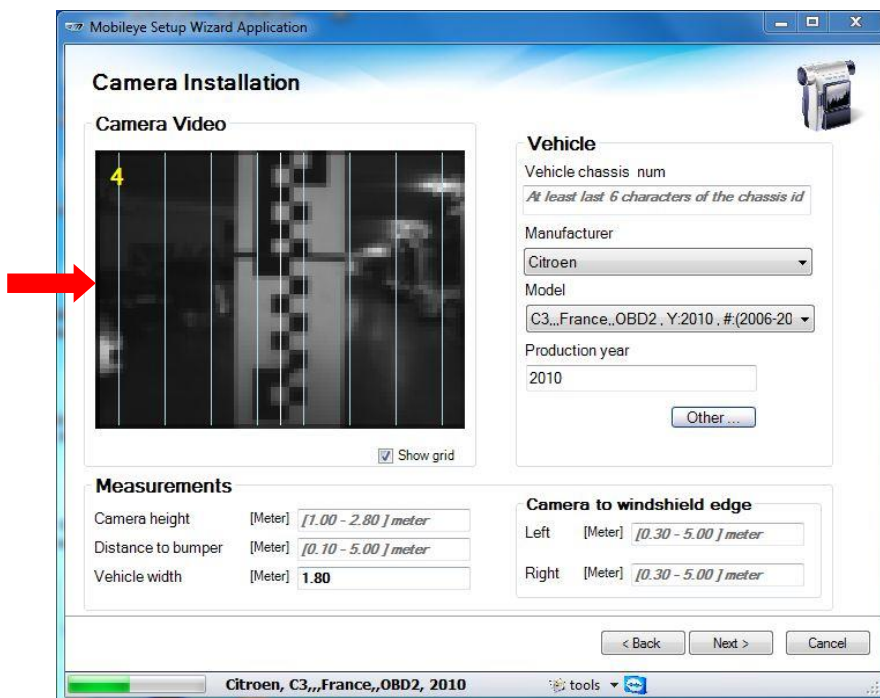 Mobileye Setup Wizard Application
Camera Installation
Camera Video
4
Show grid
Vehicle
Vehicle chassis num
At least last 6 characters of the chassis id
Manufacturer
Citroen
Model
C3,,,France,,OBD2 , Y:2010 , #:(2006-20
Production year
2010
Other ...
Measurements
Camera height [Meter] [1.00 - 2.80 ] meter
Distance to bumper [Meter] [0.10 - 5.00 ] meter
Vehicle width [Meter] 1.80
Camera to windshield edge
Left [Meter] [0.30 - 5.00 ] meter
Right [Meter] [0.30 - 5.00 ] meter
< Back Next > Cancel
Citroen, C3,,,France,,OBD2, 2010 tools